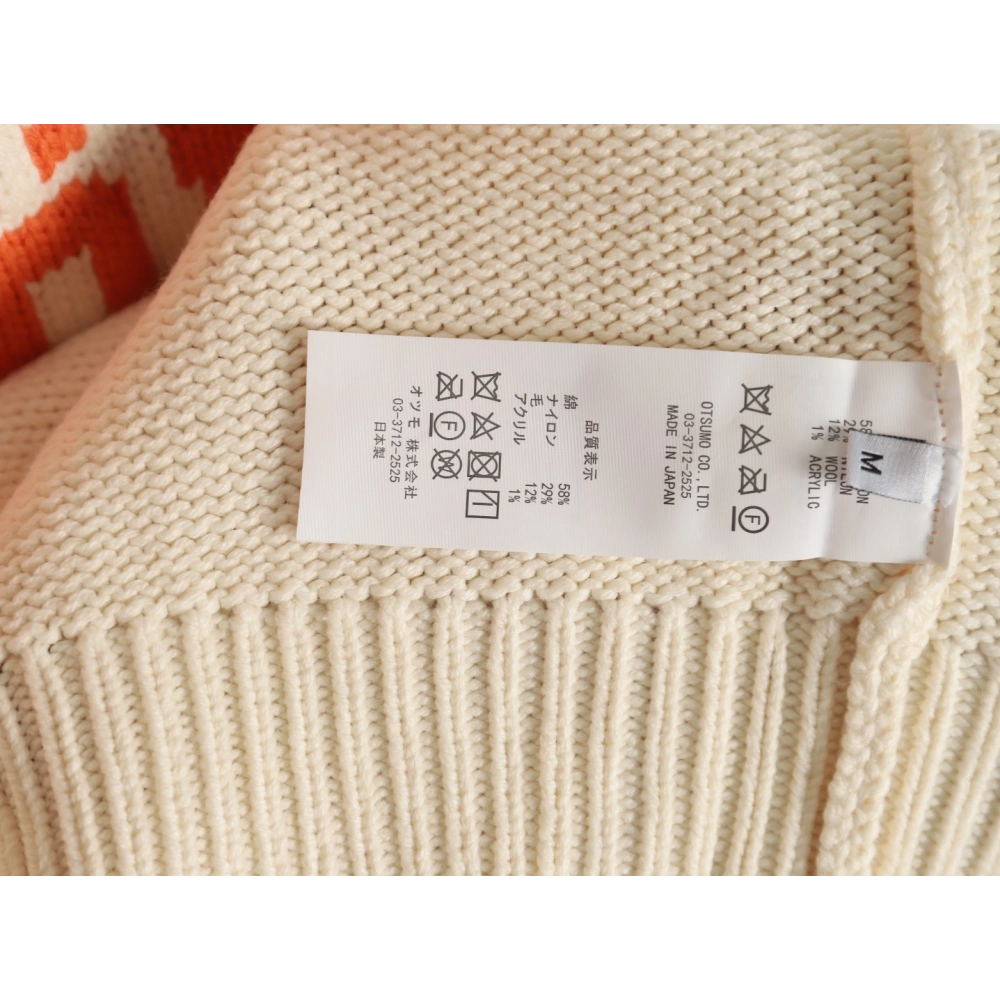 M
12% WOOL
1% ACRYLIC
F
OTSUMO CO., LTD.
03-3712-2525
MADE IN JAPAN
品質表示
綿 58%
ナイロン 29%
毛 12%
アクリル 1%
F
オツモ 株式会社
03-3712-2525
日本製